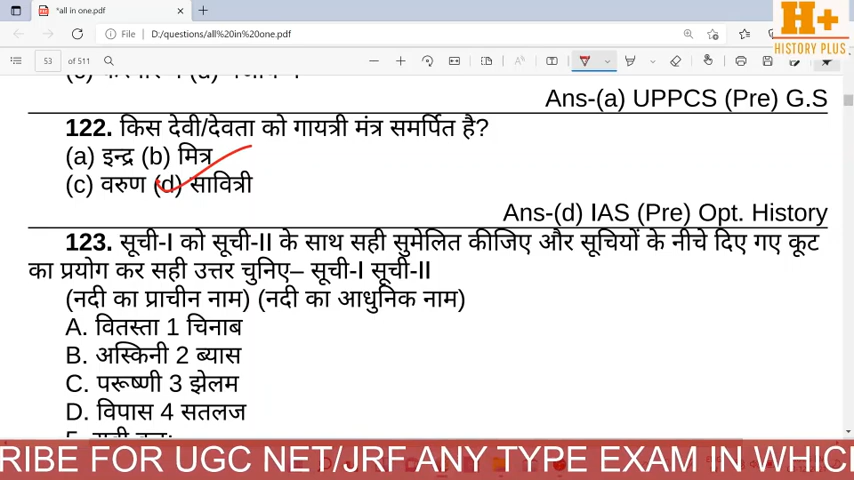 *all in one.pdf
File D:/questions/all%20in%20one.pdf
H+
HISTORY PLUS
53 of 511
Ans-(a) UPPCS (Pre) G.S
122. किस देवी/देवता को गायत्री मंत्र समर्पित है?
(a) इन्द्र (b) मित्र
(c) वरुण (d) सावित्री
Ans-(d) IAS (Pre) Opt. History
123. सूची-I को सूची-II के साथ सही सुमेलित कीजिए और सूचियों के नीचे दिए गए कूट
का प्रयोग कर सही उत्तर चुनिए– सूची-I सूची-II
(नदी का प्राचीन नाम) (नदी का आधुनिक नाम)
A. वितस्ता 1 चिनाब
B. अस्किनी 2 ब्यास
C. परूष्णी 3 झेलम
D. विपास 4 सतलज
RIBE FOR UGC NET/JRF ANY TYPE EXAM IN WHICH